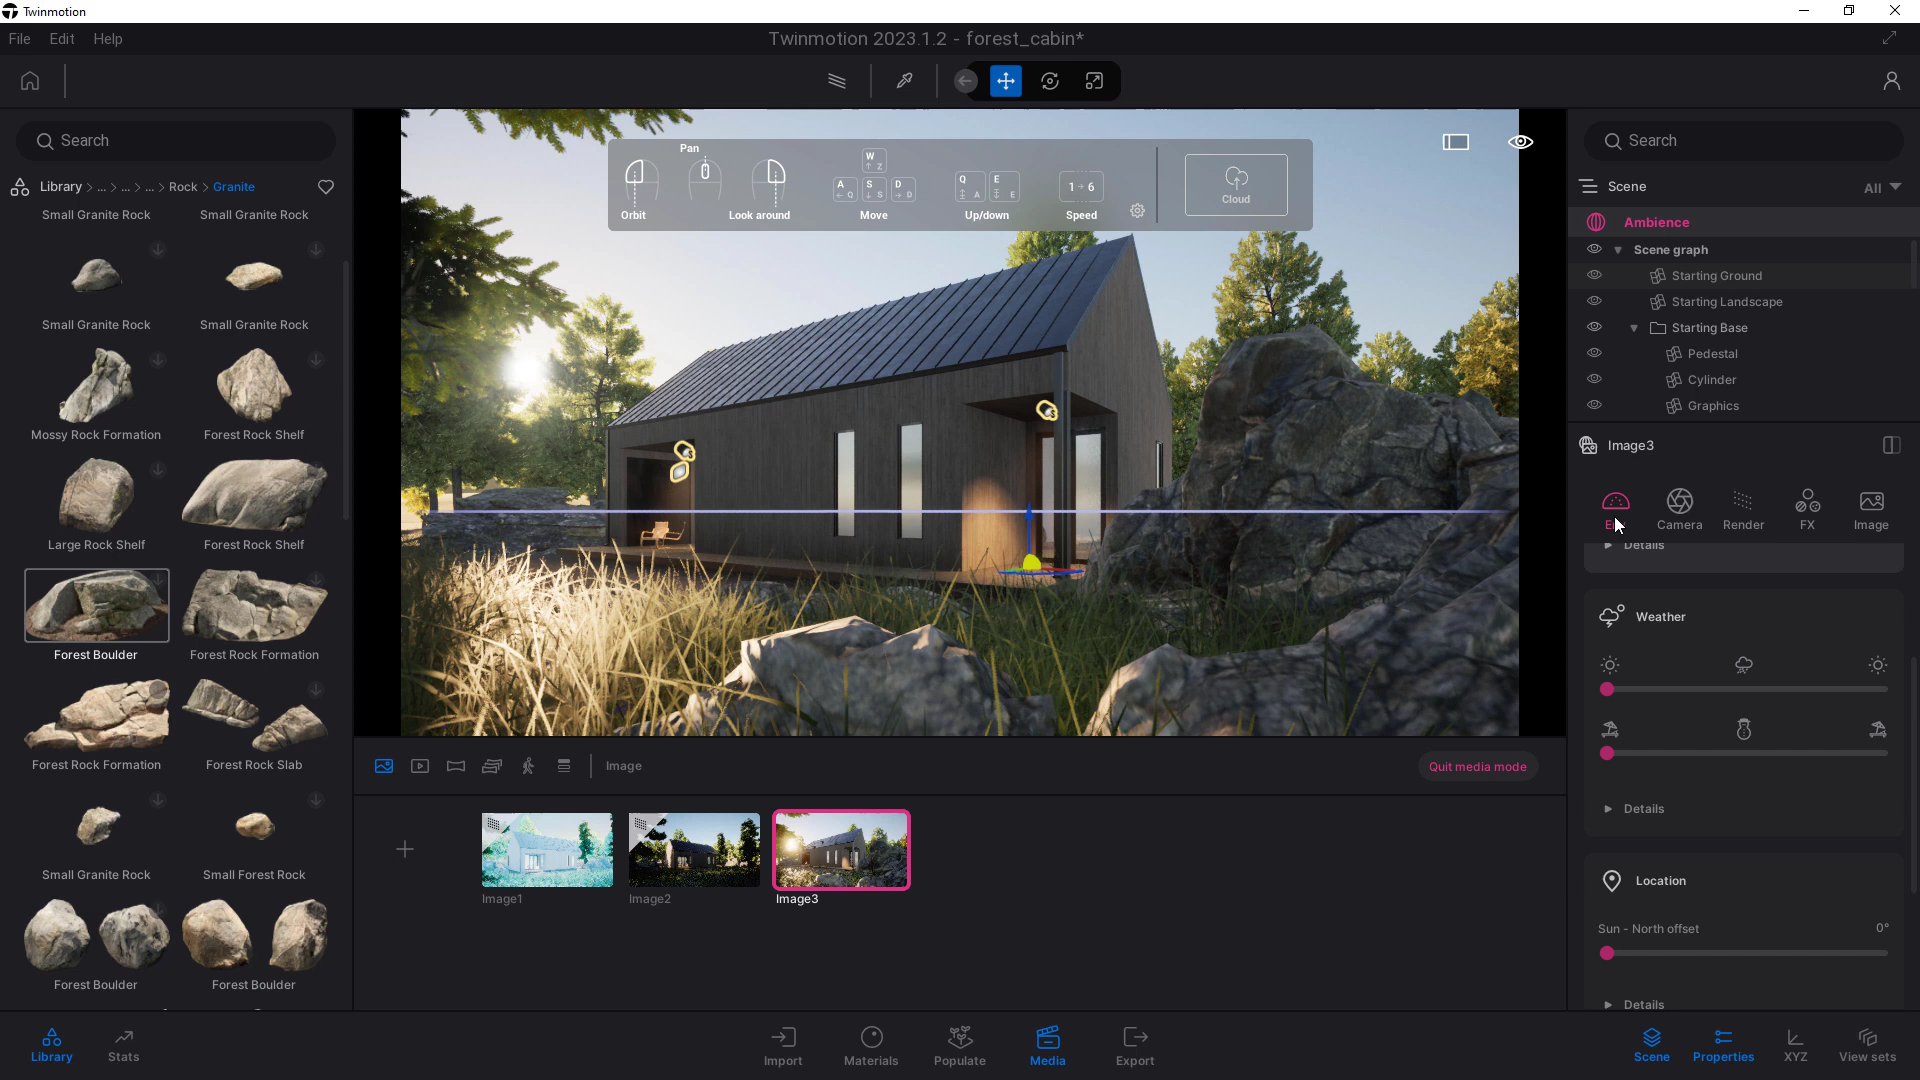 Twinmotion
File Edit Help
Twinmotion 2023.1.2 - forest_cabin*
Search
Library > ... > ... > ... > Rock > Granite
Small Granite Rock Small Granite Rock
Small Granite Rock Small Granite Rock
Mossy Rock Formation Forest Rock Shelf
Large Rock Shelf Forest Rock Shelf
Forest Boulder Forest Rock Formation
Forest Rock Formation Forest Rock Slab
Small Granite Rock Small Forest Rock
Forest Boulder Forest Boulder
Pan
Orbit
Look around
W
Z
A
Q
S
S
D
D
Move
Q
A
E
E
Up/down
1 6
Speed
Cloud
Image
Quit media mode
Image1
Image2
Image3
Search
Scene
All
Ambience
Scene graph
Starting Ground
Starting Landscape
Starting Base
Pedestal
Cylinder
Graphics
Image3
Camera
Render
FX
Image
Details
Weather
Details
Location
Sun - North offset 0°
Details
Library
Stats
Import
Materials
Populate
Media
Export
Scene
Properties
XYZ
View sets